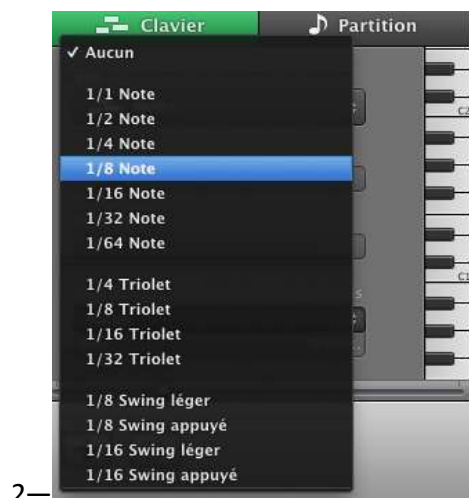 Clavier
Partition
✓ Aucun
1/1 Note
1/2 Note
1/4 Note
1/8 Note
1/16 Note
1/32 Note
1/64 Note
1/4 Triolet
1/8 Triolet
1/16 Triolet
1/32 Triolet
1/8 Swing léger
1/8 Swing appuyé
1/16 Swing léger
1/16 Swing appuyé
C1
2—